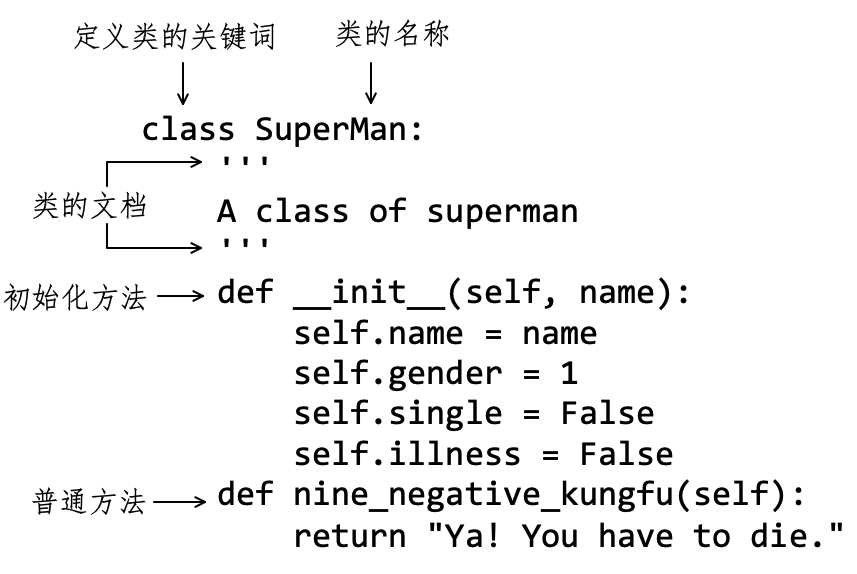 定义类的关键词 类的名称
class SuperMan:
'''
类的文档 A class of superman
'''
初始化方法 def __init__(self, name):
self.name = name
self.gender = 1
self.single = False
self.illness = False
普通方法 def nine_negative_kungfu(self):
return "Ya! You have to die."